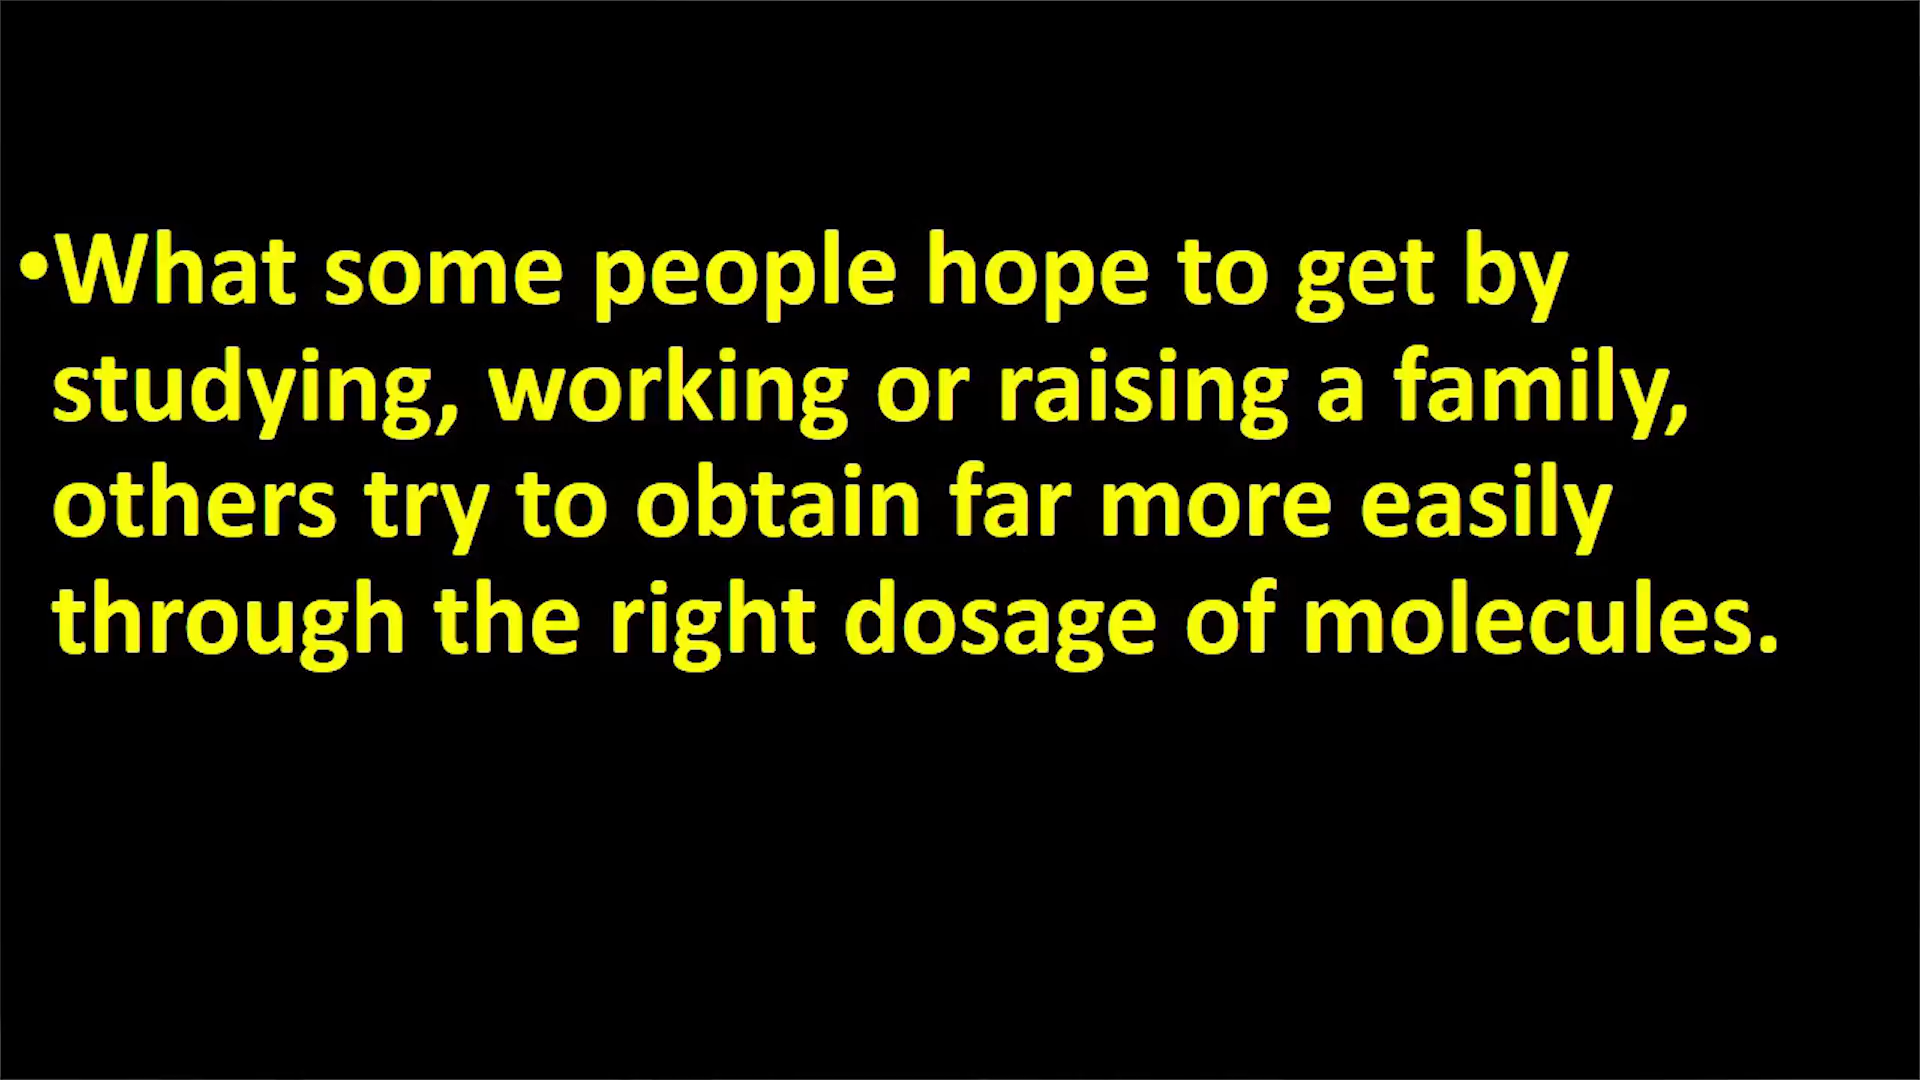 •What some people hope to get by
studying, working or raising a family,
others try to obtain far more easily
through the right dosage of molecules.